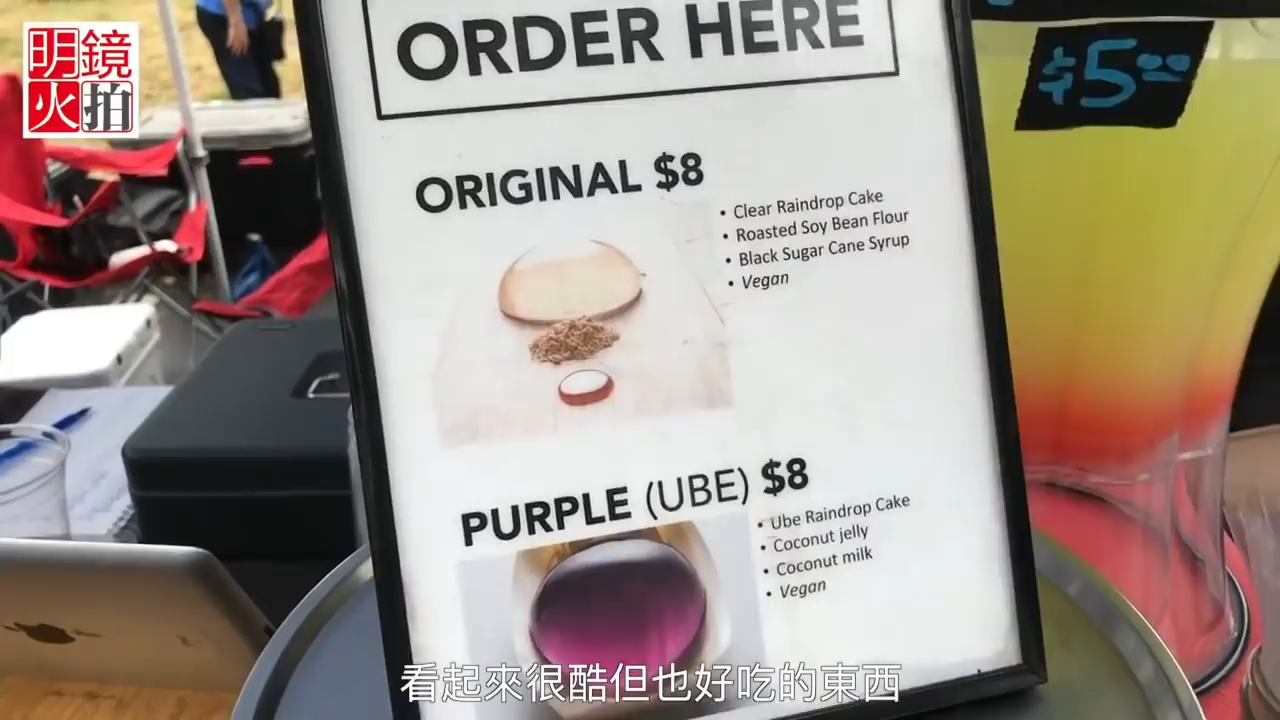 明鏡
火拍
ORDER HERE
$5.00
ORIGINAL $8
• Clear Raindrop Cake
• Roasted Soy Bean Flour
• Black Sugar Cane Syrup
• Vegan
PURPLE (UBE) $8
• Ube Raindrop Cake
• Coconut jelly
• Coconut milk
• Vegan
看起來很酷但也好吃的東西